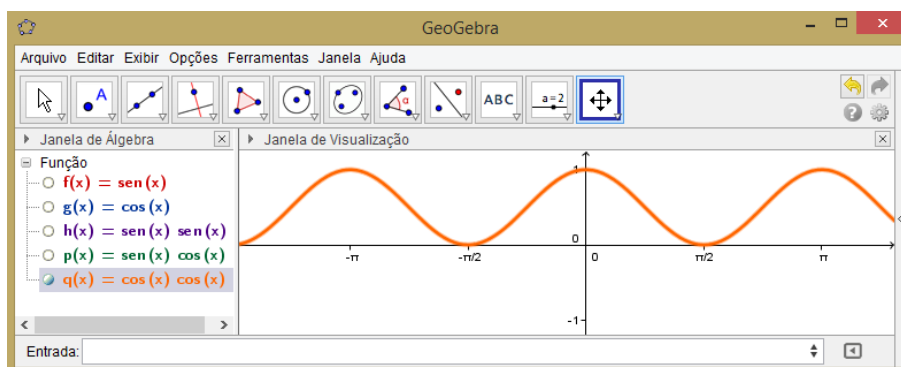 GeoGebra
Arquivo Editar Exibir Opções Ferramentas Janela Ajuda
A
α
ABC
a=2
Janela de Álgebra
Janela de Visualização
Função
f(x) = sen(x)
g(x) = cos(x)
h(x) = sen(x) sen(x)
p(x) = sen(x) cos(x)
q(x) = cos(x) cos(x)
1
0
-π -π/2 0 π/2 π
-1
Entrada: